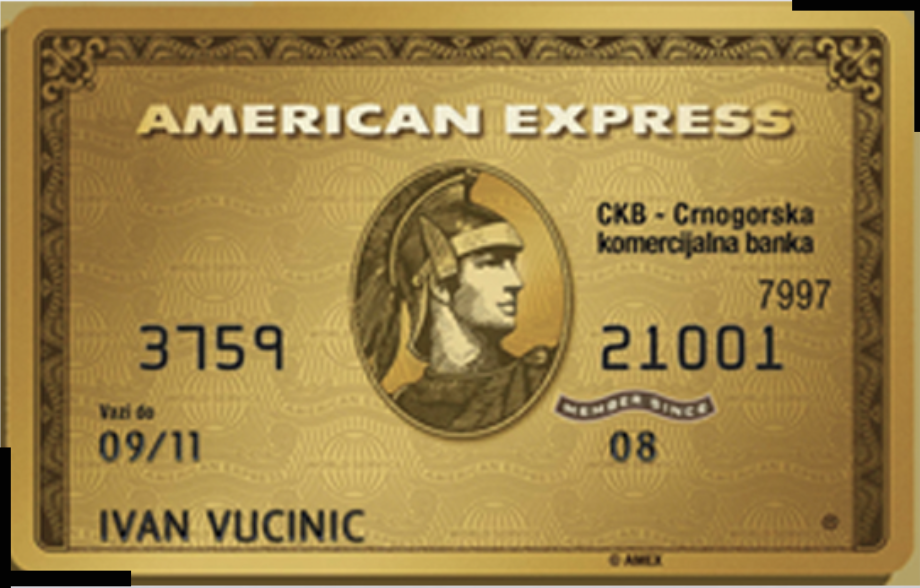 AMERICAN EXPRESS
CKB - Crnogorska
komercijalna banka
7997
3759 21001
Vazi do
MEMBER SINCE
09/11
08
IVAN VUCINIC
® 
© AMEX